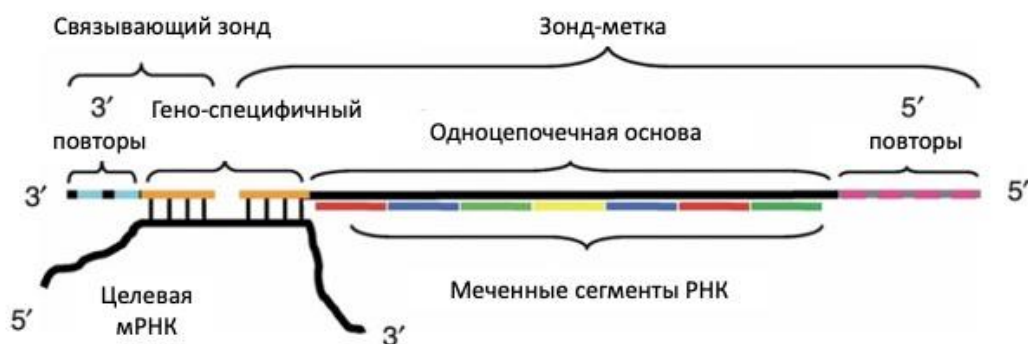 Связывающий зонд
Зонд-метка
3′
повторы
Гено-специфичный
Одноцепочечная основа
5′
повторы
3′
5′
Целевая
мРНК
Меченные сегменты РНК
5′
3′